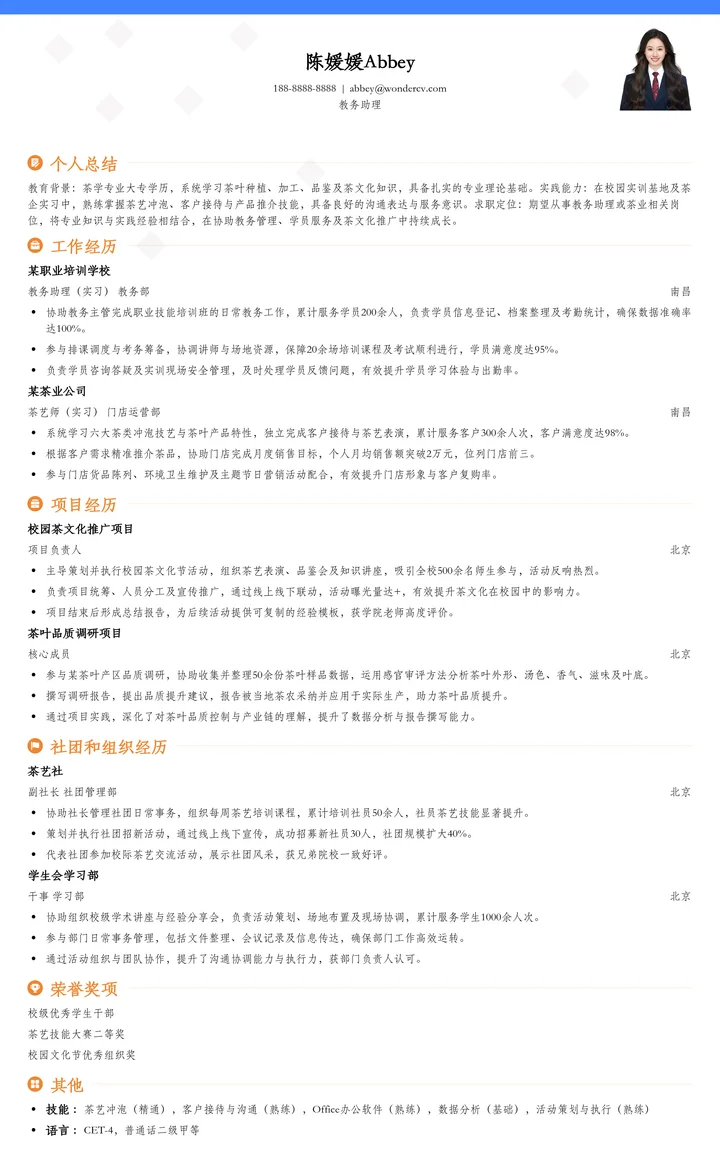 陈媛媛Abbey
188-8888-8888 | abbey@wondercv.com
教务助理
个人总结
教育背景：茶学专业大专学历，系统学习茶叶种植、加工、品鉴及茶文化知识，具备扎实的专业理论基础。实践能力：在校园实训基地及茶
企实习中，熟练掌握茶艺冲泡、客户接待与产品推介技能，具备良好的沟通表达与服务意识。求职定位：期望从事教务助理或茶业相关岗
位，将专业知识与实践经验相结合，在协助教务管理、学员服务及茶文化推广中持续成长。
工作经历
某职业培训学校
教务助理（实习） 教务部 南昌
• 协助教务主管完成职业技能培训班的日常教务工作，累计服务学员200余人，负责学员信息登记、档案整理及考勤统计，确保数据准确率
达100%。
• 参与排课调度与考务筹备，协调讲师与场地资源，保障20余场培训课程及考试顺利进行，学员满意度达95%。
• 负责学员咨询答疑及实训现场安全管理，及时处理学员反馈问题，有效提升学员学习体验与出勤率。
某茶业公司
茶艺师（实习） 门店运营部 南昌
• 系统学习六大茶类冲泡技艺与茶叶产品特性，独立完成客户接待与茶艺表演，累计服务客户300余人次，客户满意度达98%。
• 根据客户需求精准推介茶品，协助门店完成月度销售目标，个人月均销售额突破2万元，位列门店前三。
• 参与门店货品陈列、环境卫生维护及主题节日营销活动配合，有效提升门店形象与客户复购率。
项目经历
校园茶文化推广项目
项目负责人 北京
• 主导策划并执行校园茶文化节活动，组织茶艺表演、品鉴会及知识讲座，吸引全校500余名师生参与，活动反响热烈。
• 负责项目统筹、人员分工及宣传推广，通过线上线下联动，活动曝光量达+，有效提升茶文化在校园中的影响力。
• 项目结束后形成总结报告，为后续活动提供可复制的经验模板，获学院老师高度评价。
茶叶品质调研项目
核心成员 北京
• 参与某茶叶产区品质调研，协助收集并整理50余份茶叶样品数据，运用感官审评方法分析茶叶外形、汤色、香气、滋味及叶底。
• 撰写调研报告，提出品质提升建议，报告被当地茶农采纳并应用于实际生产，助力茶叶品质提升。
• 通过项目实践，深化了对茶叶品质控制与产业链的理解，提升了数据分析与报告撰写能力。
社团和组织经历
茶艺社
副社长 社团管理部 北京
• 协助社长管理社团日常事务，组织每周茶艺培训课程，累计培训社员50余人，社员茶艺技能显著提升。
• 策划并执行社团招新活动，通过线上线下宣传，成功招募新社员30人，社团规模扩大40%。
• 代表社团参加校际茶艺交流活动，展示社团风采，获兄弟院校一致好评。
学生会学习部
干事 学习部 北京
• 协助组织校级学术讲座与经验分享会，负责活动策划、场地布置及现场协调，累计服务学生1000余人次。
• 参与部门日常事务管理，包括文件整理、会议记录及信息传达，确保部门工作高效运转。
• 通过活动组织与团队协作，提升了沟通协调能力与执行力，获部门负责人认可。
荣誉奖项
校级优秀学生干部
茶艺技能大赛二等奖
校园文化节优秀组织奖
其他
• 技能：茶艺冲泡（精通），客户接待与沟通（熟练），Office办公软件（熟练），数据分析（基础），活动策划与执行（熟练）
• 语言：CET-4，普通话二级甲等